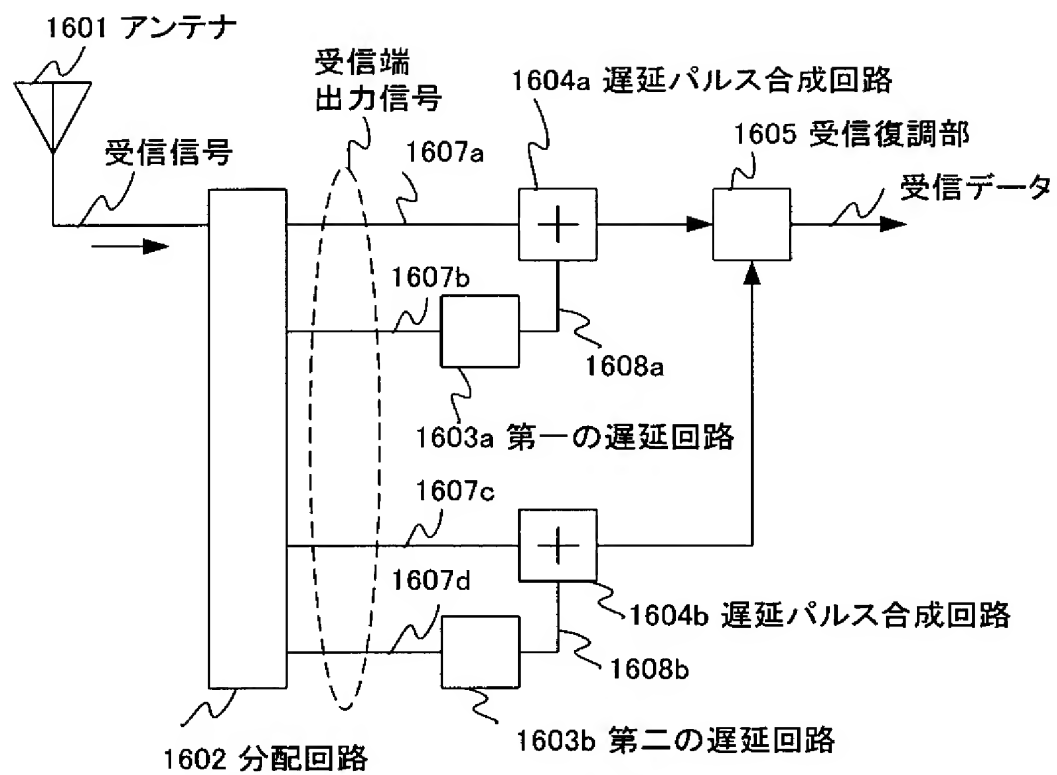 1601 アンテナ
受信端
出力信号
1604a 遅延パルス合成回路
1605 受信復調部
受信信号
1607a
受信データ
1607b
1608a
1603a 第一の遅延回路
1607c
1607d
1604b 遅延パルス合成回路
1608b
1603b 第二の遅延回路
1602 分配回路